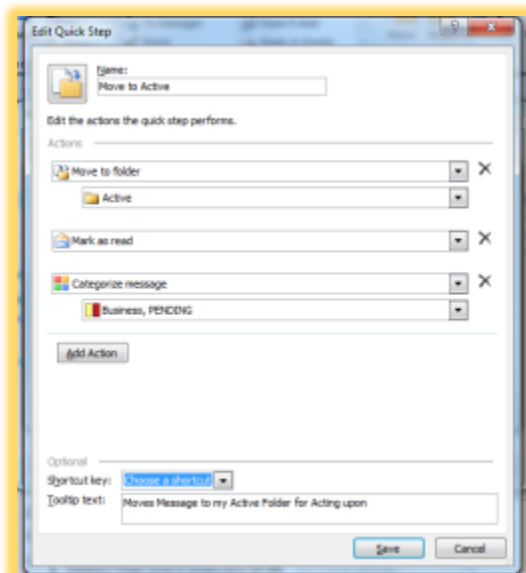 Edit Quick Step
Name:
Move to Active
Edit the actions the quick step performs.
Actions
Move to folder
Active
Mark as read
Categorize message
Business, PENDING
Add Action
Optional
Shortcut key: Choose a shortcut
Tooltip text: Moves Message to my Active Folder for Acting upon
Save Cancel